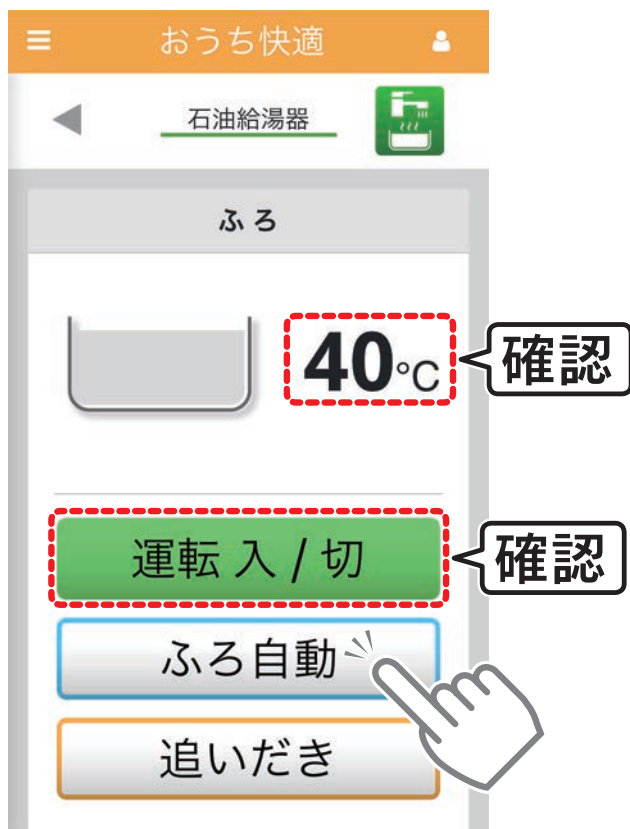 おうち快適
石油給湯器
ふろ
40℃
確認
運転 入 / 切
確認
ふろ自動
追いだき